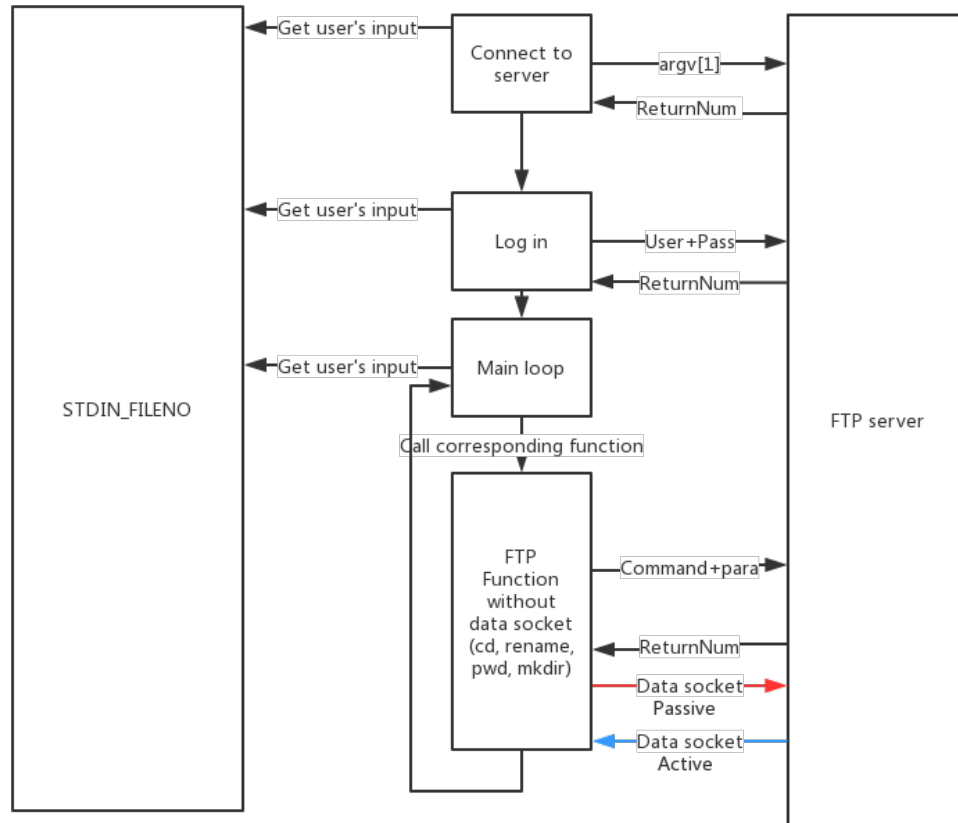 Get user's input
Connect to
server
argv[1]
ReturnNum
Get user's input
Log in
User+Pass
ReturnNum
Get user's input
Main loop
STDIN_FILENO
FTP server
Call corresponding function
FTP
Function
without
data socket
(cd, rename,
pwd, mkdir)
Command+para
ReturnNum
Data socket
Passive
Data socket
Active